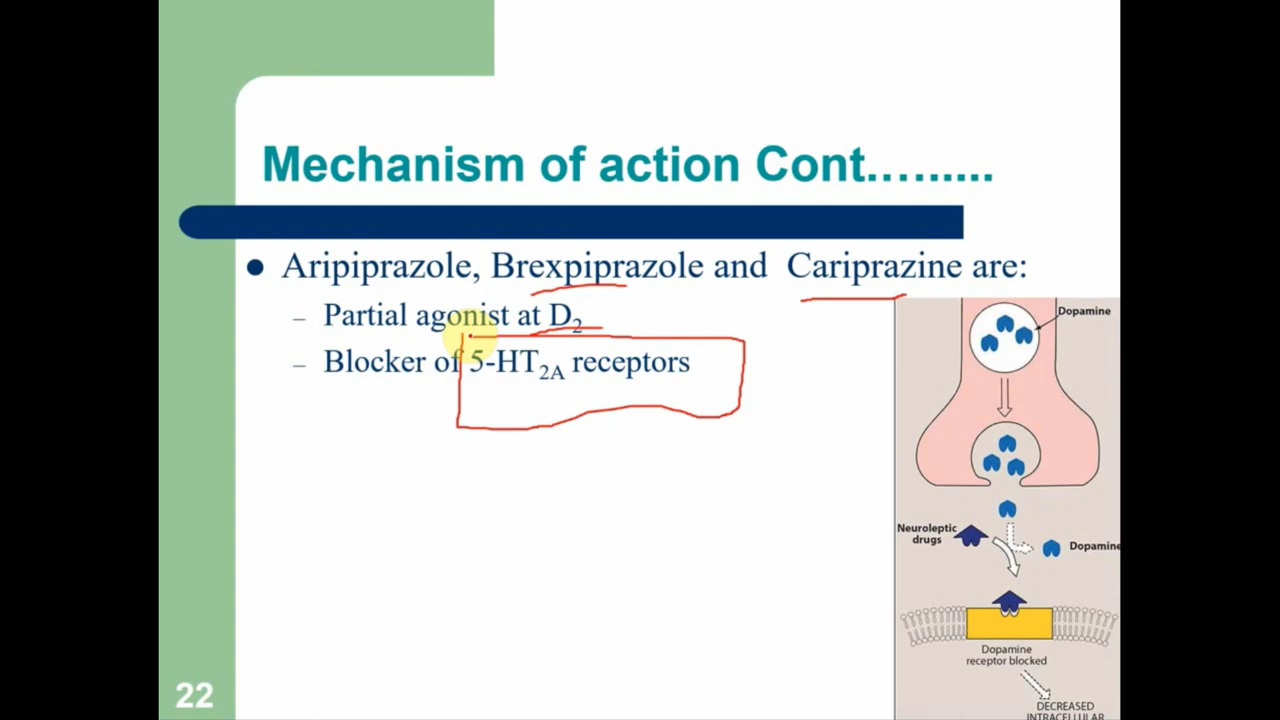 Mechanism of action Cont.…......
● Aripiprazole, Brexpiprazole and Cariprazine are:
– Partial agonist at D₂
– Blocker of 5-HT₂A receptors
Dopamine
Neuroleptic
drugs
Dopamine
Dopamine
receptor blocked
DECREASED
INTRACELLULAR
22